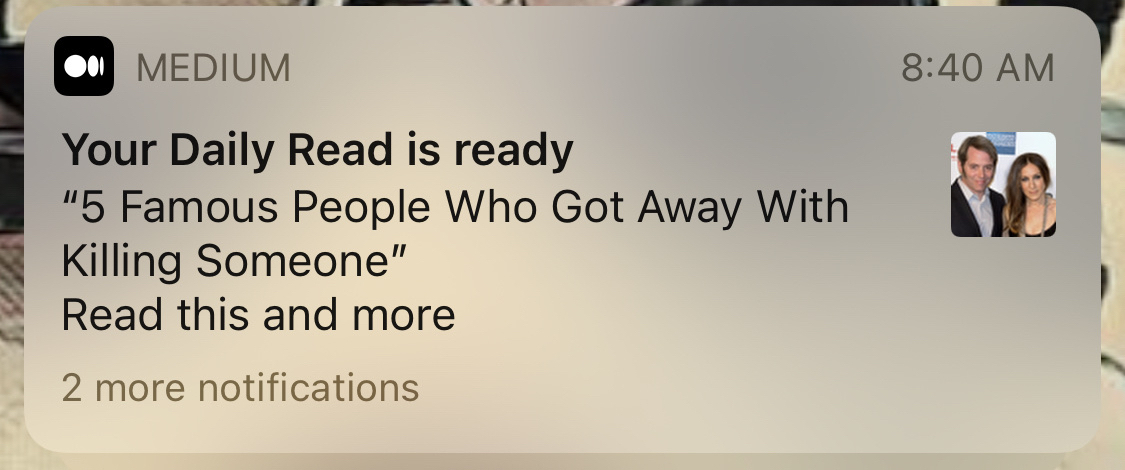 MEDIUM
8:40 AM
Your Daily Read is ready
“5 Famous People Who Got Away With
Killing Someone”
Read this and more
2 more notifications